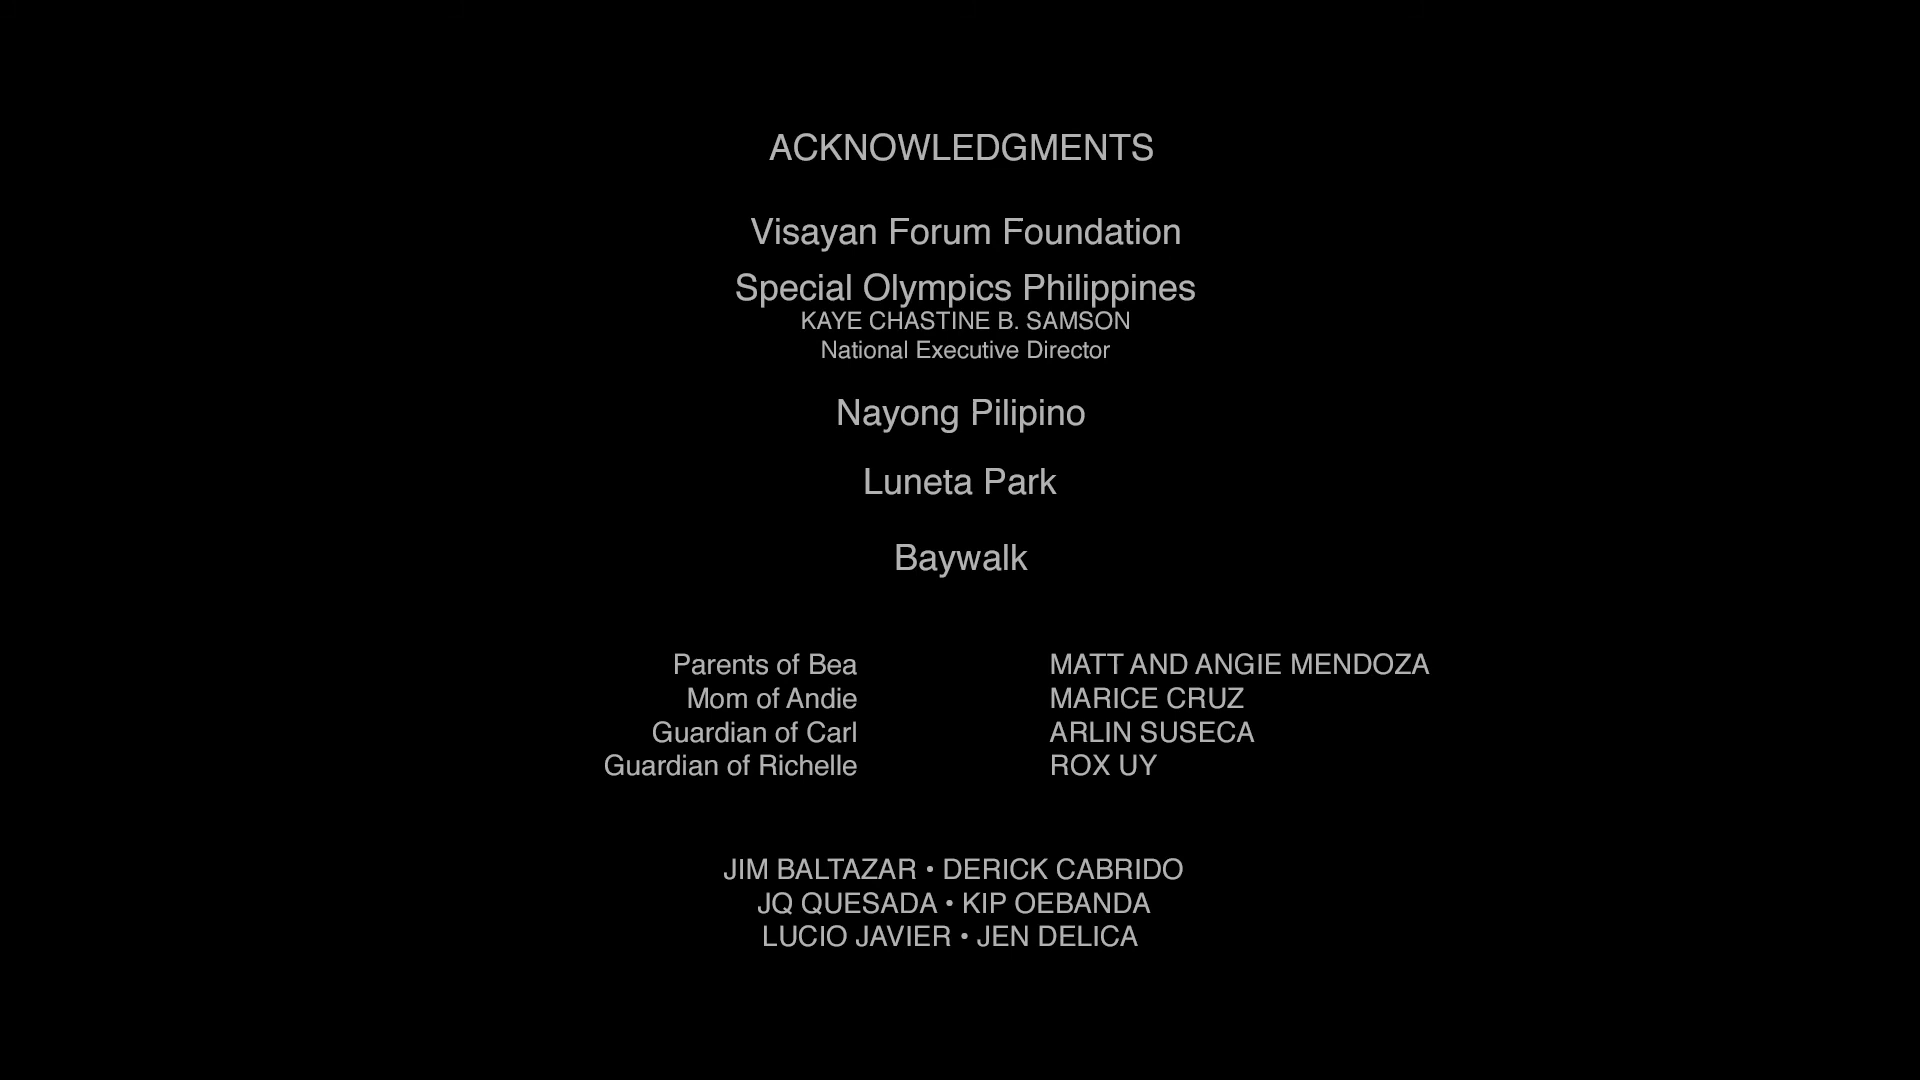 ACKNOWLEDGMENTS
Visayan Forum Foundation
Special Olympics Philippines
KAYE CHASTINE B. SAMSON
National Executive Director
Nayong Pilipino
Luneta Park
Baywalk
Parents of Bea MATT AND ANGIE MENDOZA
Mom of Andie MARICE CRUZ
Guardian of Carl ARLIN SUSECA
Guardian of Richelle ROX UY
JIM BALTAZAR • DERICK CABRIDO
JQ QUESADA • KIP OEBANDA
LUCIO JAVIER • JEN DELICA